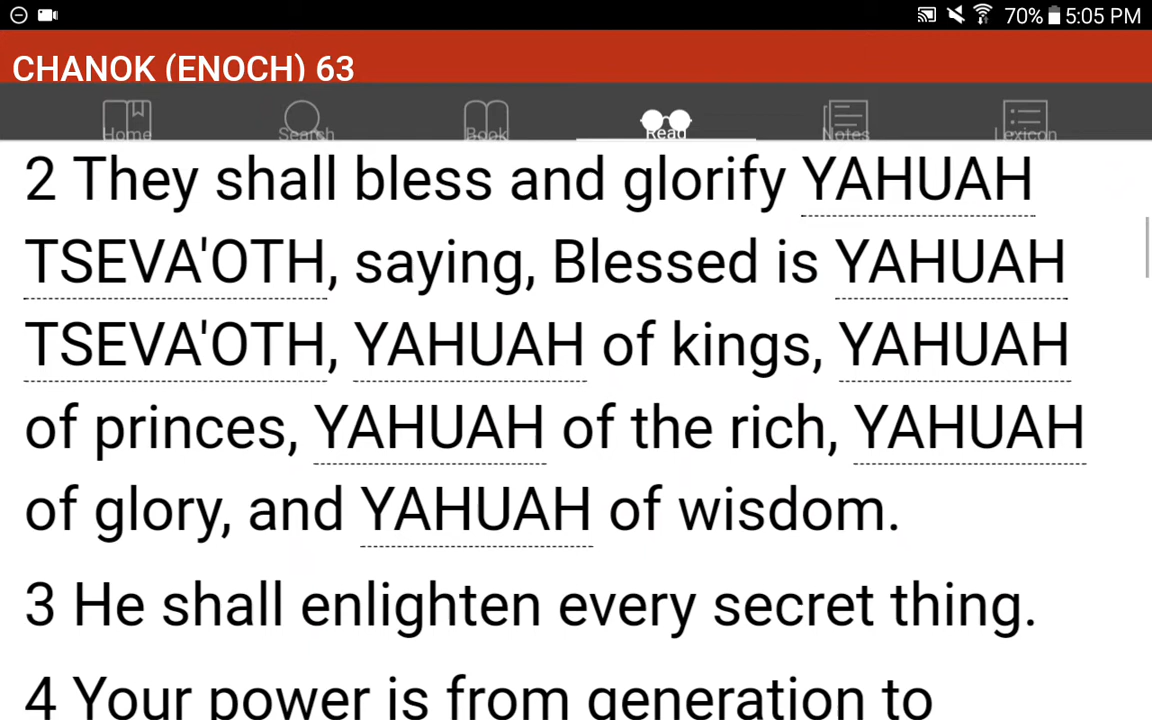 70% 5:05 PM
CHANOK (ENOCH) 63
Home Search Book Read Notes Lexicon
2 They shall bless and glorify YAHUAH
TSEVA'OTH, saying, Blessed is YAHUAH
TSEVA'OTH, YAHUAH of kings, YAHUAH
of princes, YAHUAH of the rich, YAHUAH
of glory, and YAHUAH of wisdom.
3 He shall enlighten every secret thing.
4 Your power is from generation to